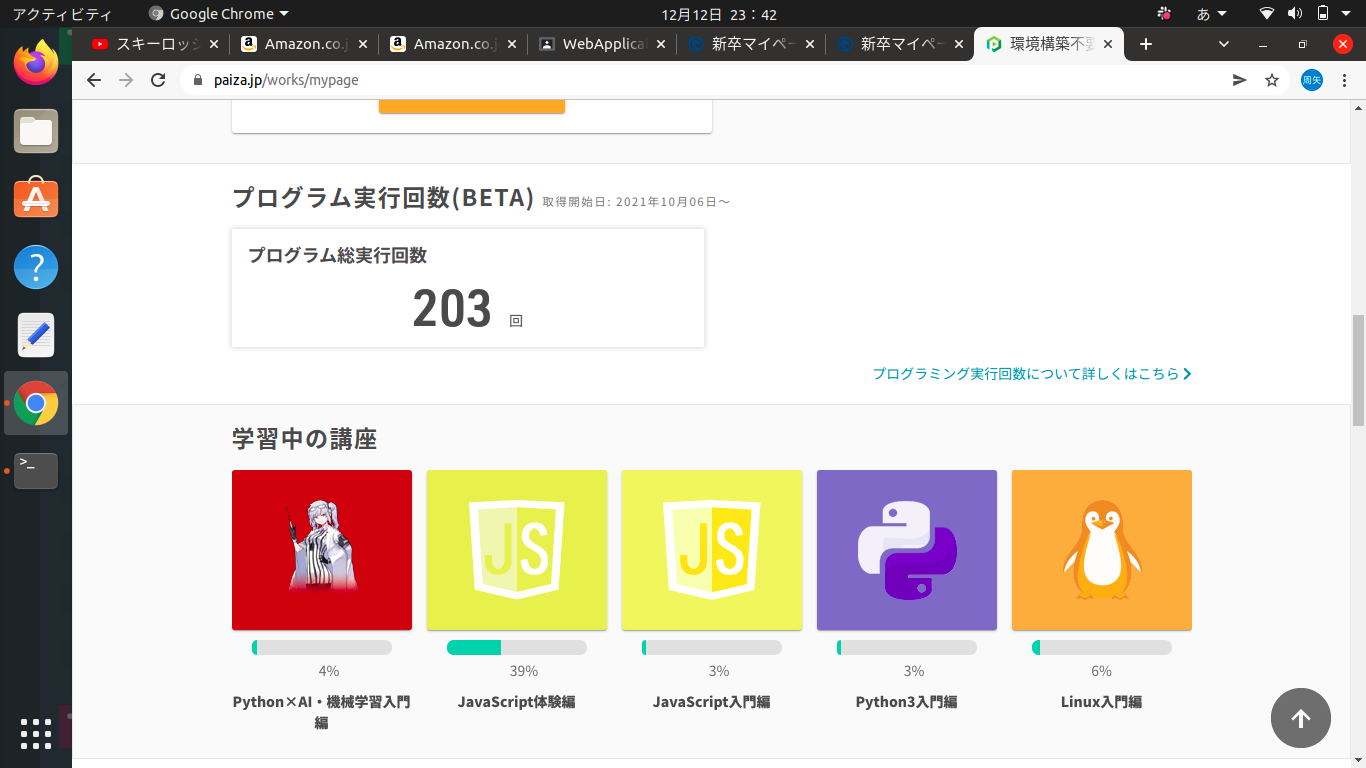 アクティビティ Google Chrome 12月12日 23：42 あ
スキーロッジ Amazon.co.j Amazon.co.j WebApplica 新卒マイペー 新卒マイペー 環境構築不要
paiza.jp/works/mypage 周矢
プログラム実行回数(BETA) 取得開始日: 2021年10月06日〜
プログラム総実行回数
203 回
プログラミング実行回数について詳しくはこちら
学習中の講座
JS JS
4% 39% 3% 3% 6%
Python×AI・機械学習入門編 JavaScript体験編 JavaScript入門編 Python3入門編 Linux入門編